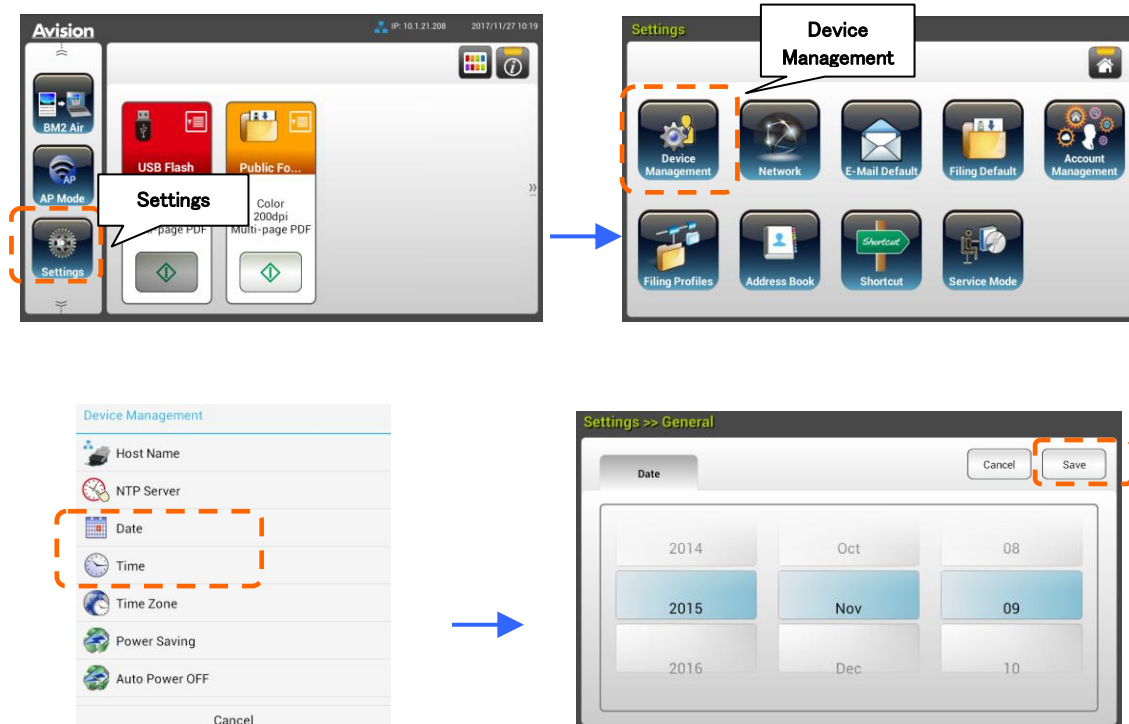 Avision
IP: 10.1.21.208
2017/11/27 10:19
BM2 Air
AP
AP Mode
Settings
USB Flash
Public Fo...
Settings
Color
200dpi
Multi-page PDF
Settings
Device
Management
Device
Management
Network
E-Mail Default
Filing Default
Account
Management
Filing Profiles
Address Book
Shortcut
Shortcut
Service Mode
Device Management
Host Name
NTP Server
Date
Time
Time Zone
Power Saving
Auto Power OFF
Cancel
Settings >> General
Date
Cancel
Save
2014
Oct
08
2015
Nov
09
2016
Dec
10